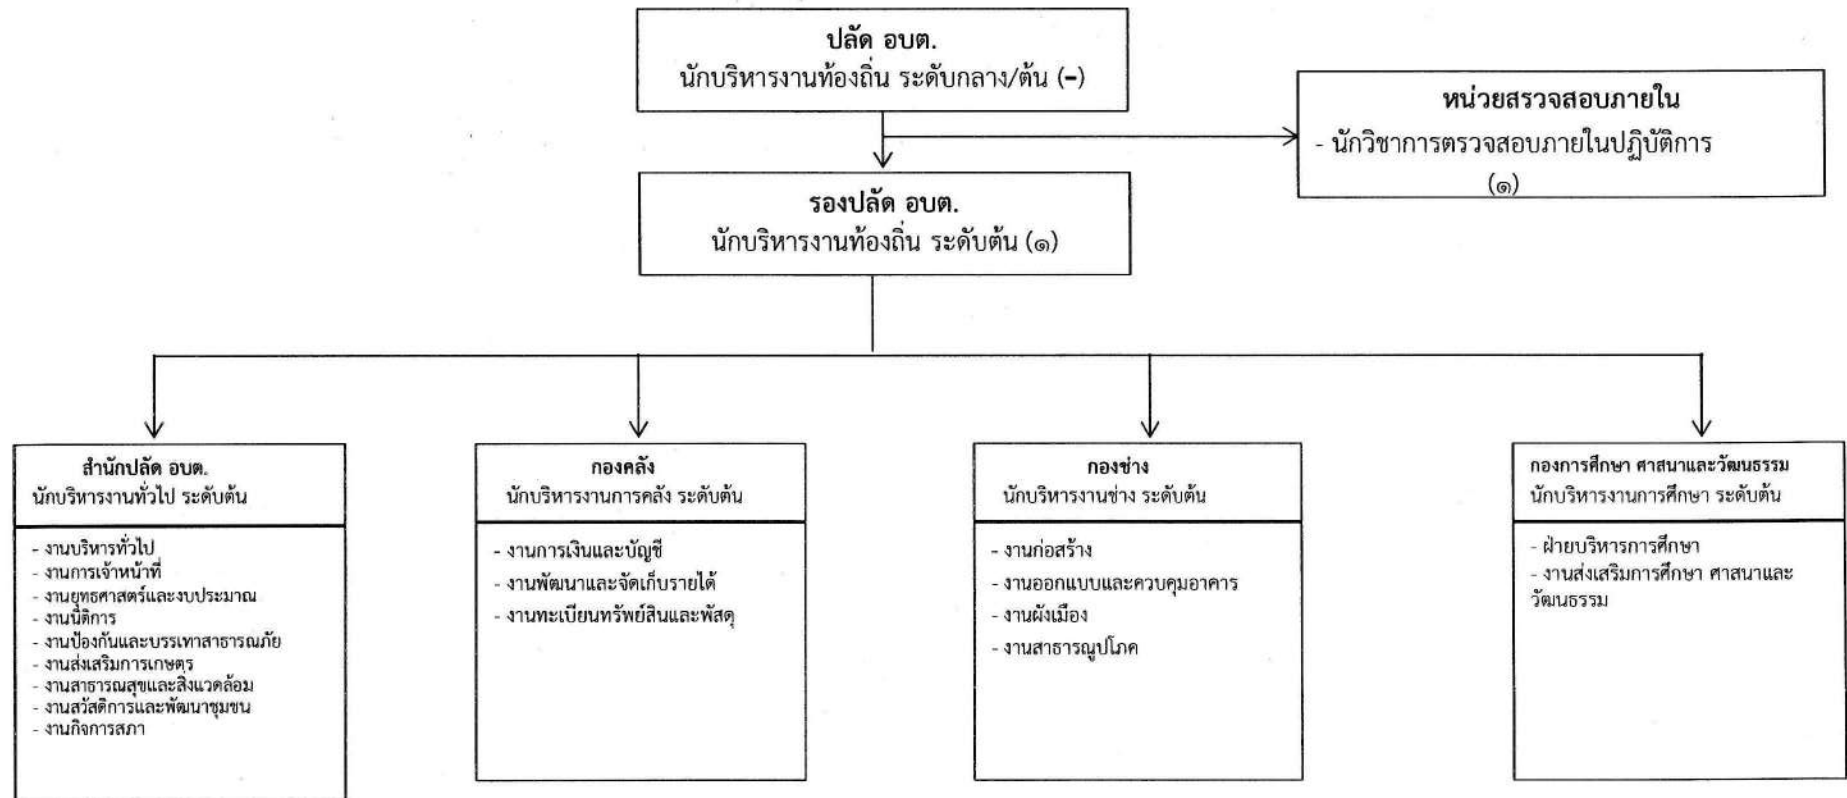 ปลัด อบต.
นักบริหารงานท้องถิ่น ระดับกลาง/ต้น (-)
หน่วยสรวจสอบภายใน
- นักวิชาการตรวจสอบภายในปฏิบัติการ
(๑)
รองปลัด อบต.
นักบริหารงานท้องถิ่น ระดับต้น (๑)
สำนักปลัด อบต.
นักบริหารงานทั่วไป ระดับต้น
- งานบริหารทั่วไป
- งานการเจ้าหน้าที่
- งานยุทธศาสตร์และงบประมาณ
- งานนิติการ
- งานป้องกันและบรรเทาสาธารณภัย
- งานส่งเสริมการเกษตร
- งานสาธารณสุขและสิ่งแวดล้อม
- งานสวัสดิการและพัฒนาชุมชน
- งานกิจการสภา
กองคลัง
นักบริหารงานการคลัง ระดับต้น
- งานการเงินและบัญชี
- งานพัฒนาและจัดเก็บรายได้
- งานทะเบียนทรัพย์สินและพัสดุ
กองช่าง
นักบริหารงานช่าง ระดับต้น
- งานก่อสร้าง
- งานออกแบบและควบคุมอาคาร
- งานผังเมือง
- งานสาธารณูปโภค
กองการศึกษา ศาสนาและวัฒนธรรม
นักบริหารงานการศึกษา ระดับต้น
- ฝ่ายบริหารการศึกษา
- งานส่งเสริมการศึกษา ศาสนาและ
วัฒนธรรม